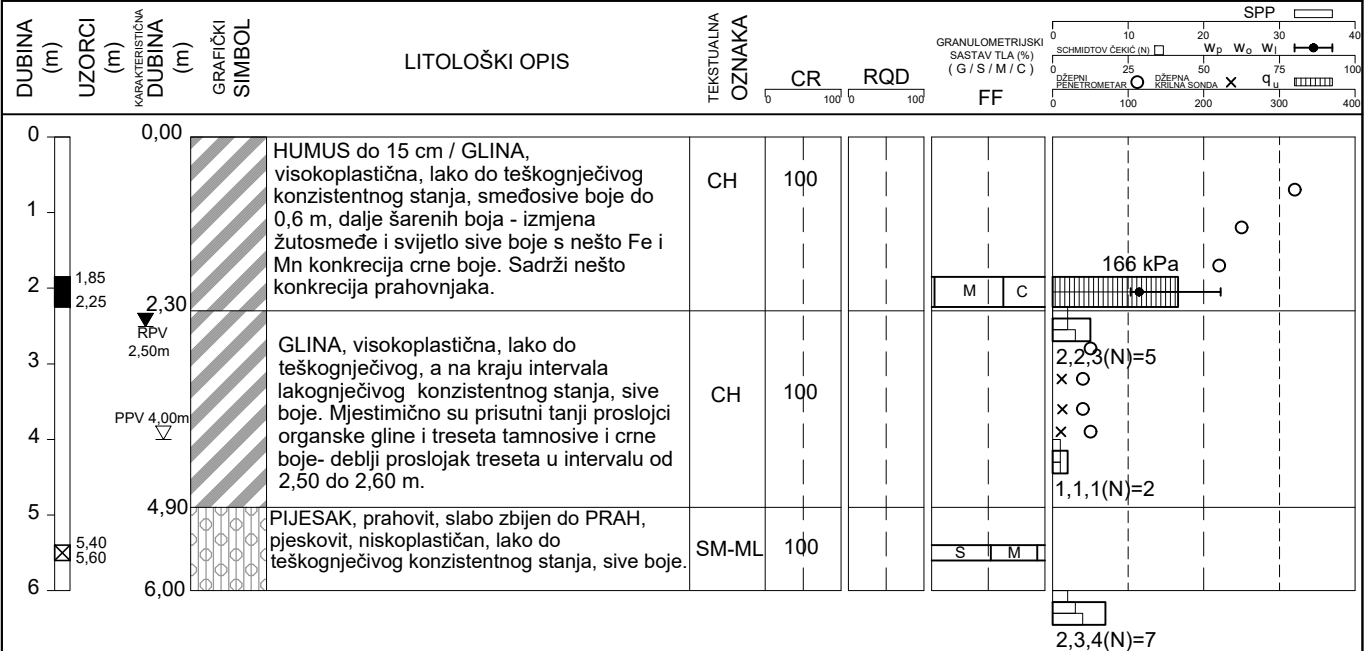 DUBINA (m)
UZORCI (m)
KARAKTERISTIČNA DUBINA (m)
GRAFIČKI SIMBOL
LITOLOŠKI OPIS
TEKSTUALNA OZNAKA
CR
0 100
RQD
0 100
GRANULOMETRIJSKI
SASTAV TLA (%)
( G / S / M / C )
FF
SPP
0 10 20 30 40
SCHMIDTOV ČEKIĆ (N) wp wo wl
0 25 50 75 100
DŽEPNI PENETROMETAR DŽEPNA KRILNA SONDA qu
0 100 200 300 400
0
1
2
3
4
5
6
1,85
2,25
5,40
5,60
0,00
2,30
RPV
2,50m
PPV 4,00m
4,90
6,00
HUMUS do 15 cm / GLINA,
visokoplastična, lako do teškognječivog
konzistentnog stanja, smeđosive boje do
0,6 m, dalje šarenih boja - izmjena
žutosmeđe i svijetlo sive boje s nešto Fe i
Mn konkrecija crne boje. Sadrži nešto
konkrecija prahovnjaka.
CH
100
M C
166 kPa
GLINA, visokoplastična, lako do
teškognječivog, a na kraju intervala
lakognječivog konzistentnog stanja, sive
boje. Mjestimično su prisutni tanji proslojci
organske gline i treseta tamnosive i crne
boje- deblji proslojak treseta u intervalu od
2,50 do 2,60 m.
CH
100
2,2,3(N)=5
1,1,1(N)=2
PIJESAK, prahovit, slabo zbijen do PRAH,
pjeskovit, niskoplastičan, lako do
teškognječivog konzistentnog stanja, sive boje.
SM-ML
100
S M
2,3,4(N)=7